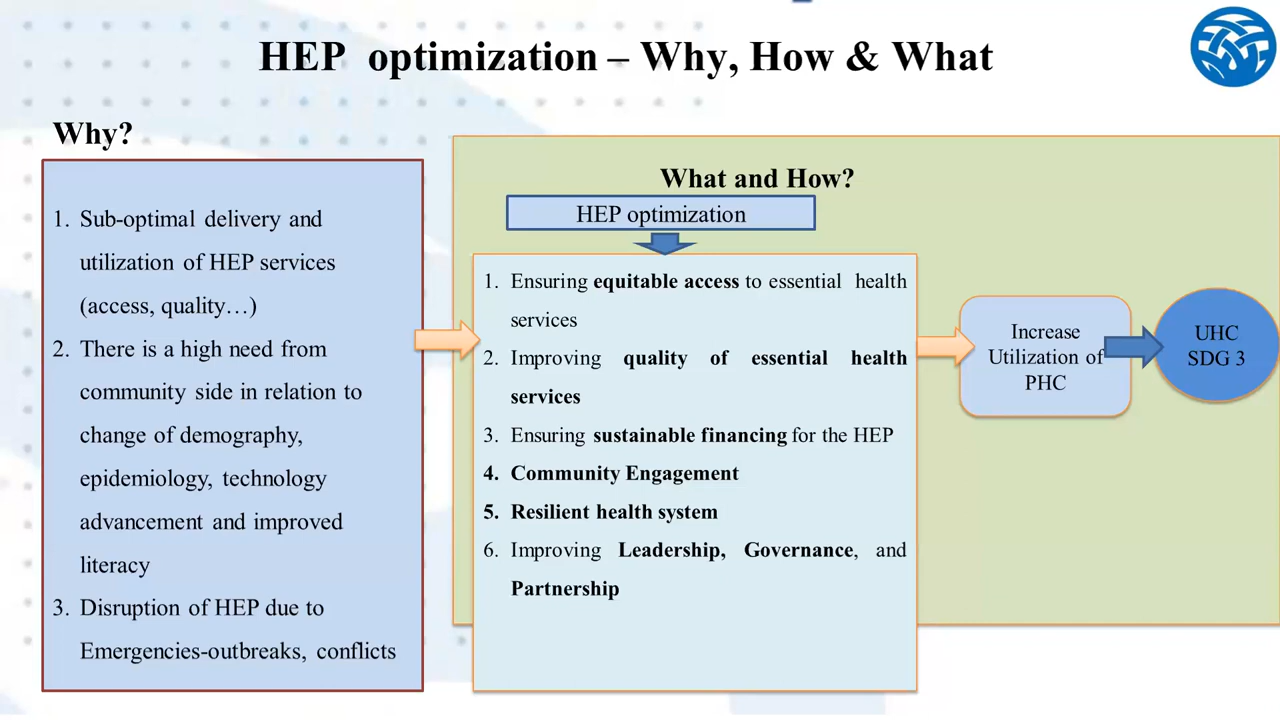 HEP optimization – Why, How & What
Why?
1. Sub-optimal delivery and
utilization of HEP services
(access, quality…)
2. There is a high need from
community side in relation to
change of demography,
epidemiology, technology
advancement and improved
literacy
3. Disruption of HEP due to
Emergencies-outbreaks, conflicts
What and How?
HEP optimization
1. Ensuring equitable access to essential health
services
2. Improving quality of essential health
services
3. Ensuring sustainable financing for the HEP
4. Community Engagement
5. Resilient health system
6. Improving Leadership, Governance, and
Partnership
Increase
Utilization of
PHC
UHC
SDG 3